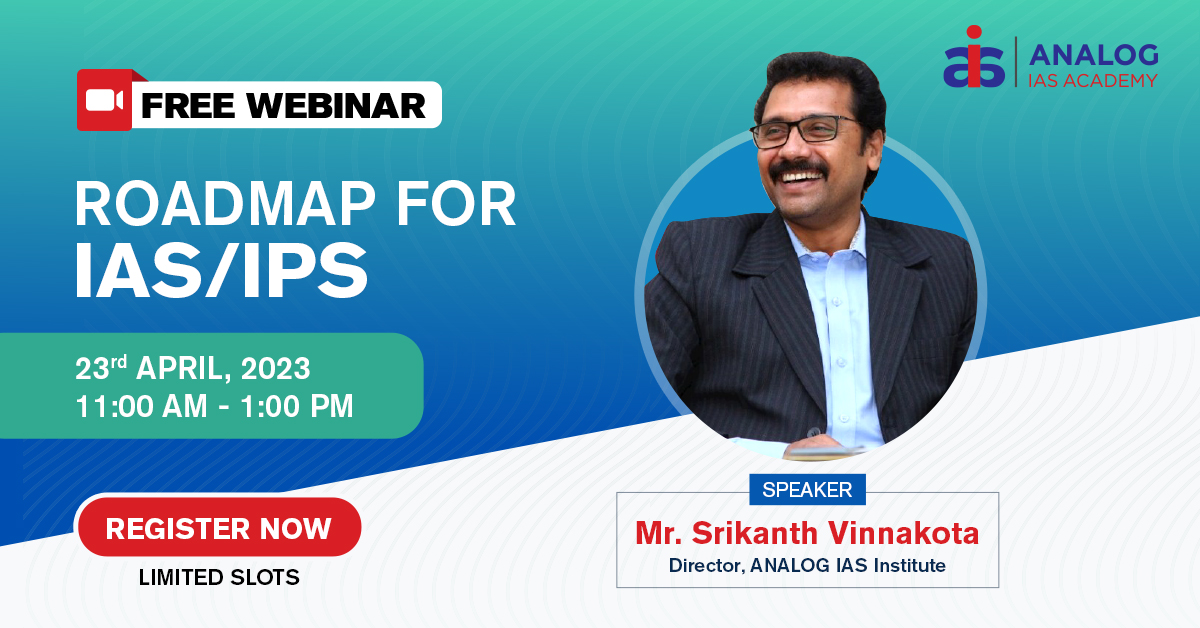 FREE WEBINAR
ROADMAP FOR
IAS/IPS
23rd APRIL, 2023
11:00 AM - 1:00 PM
REGISTER NOW
LIMITED SLOTS
ais
ANALOG
IAS ACADEMY
SPEAKER
Mr. Srikanth Vinnakota
Director, ANALOG IAS Institute